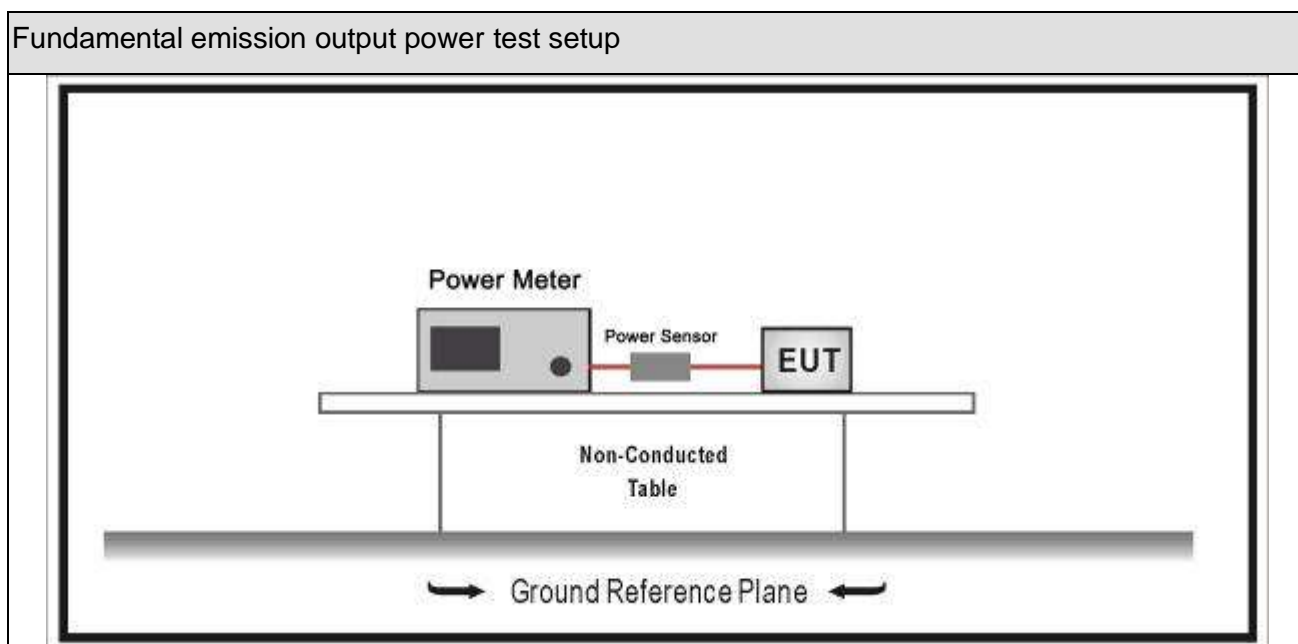 Fundamental emission output power test setup
Power Meter
Power Sensor
EUT
Non-Conducted
Table
Ground Reference Plane